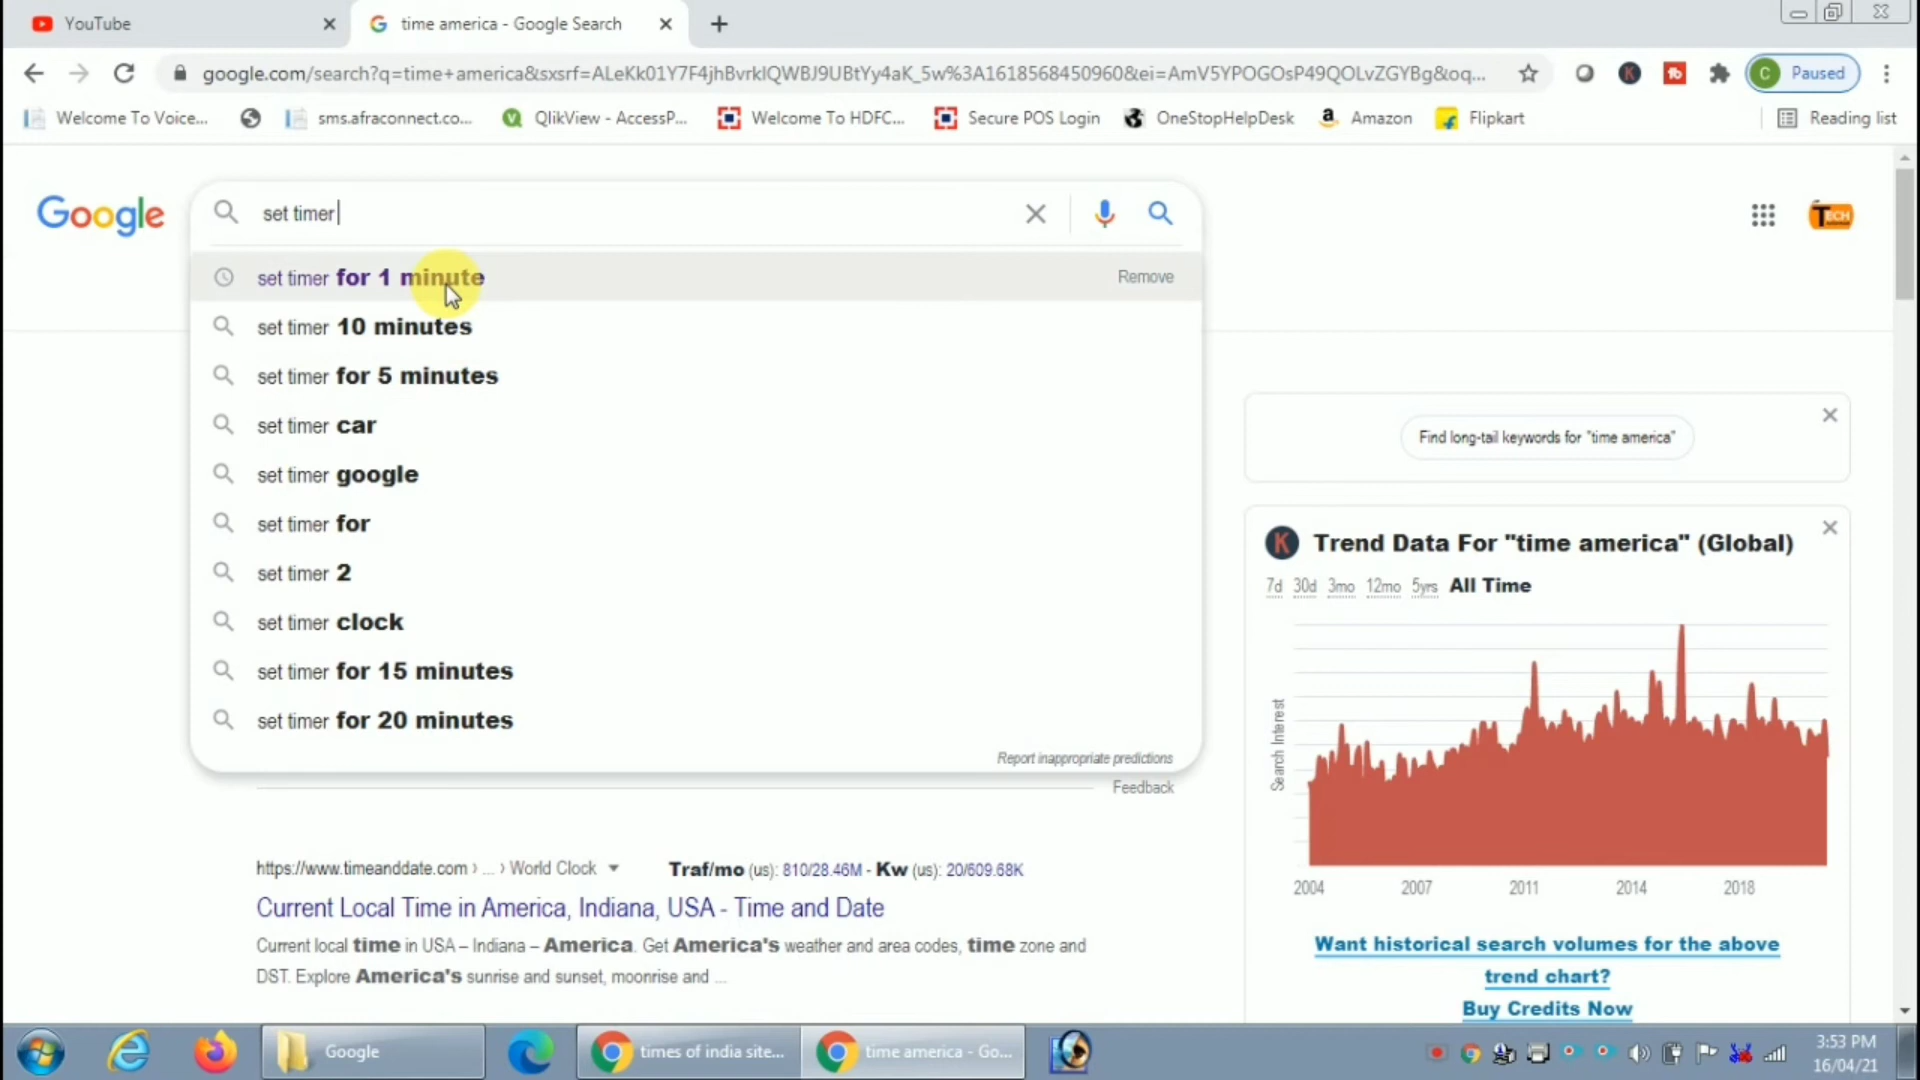 YouTube
time america - Google Search
google.com/search?q=time+america&sxsrf=ALeKk01Y7F4jhBvrkIQWBJ9UBtYy4aK_5w%3A1618568450960&ei=AmV5YPOGOsP49QOLvZGYBg&oq...
C Paused
Welcome To Voice...
sms.afraconnect.co...
QlikView - AccessP...
Welcome To HDFC...
Secure POS Login
OneStopHelpDesk
Amazon
Flipkart
Reading list
Google
set timer
TECH
set timer for 1 minute
Remove
set timer 10 minutes
set timer for 5 minutes
set timer car
set timer google
set timer for
set timer 2
set timer clock
set timer for 15 minutes
set timer for 20 minutes
Report inappropriate predictions
Feedback
Find long-tail keywords for "time america"
K Trend Data For "time america" (Global)
7d 30d 3mo 12mo 5yrs All Time
Search Interest
2004 2007 2011 2014 2018
Want historical search volumes for the above
trend chart?
Buy Credits Now
https://www.timeanddate.com › ... › World Clock
Traf/mo (us): 810/28.46M - Kw (us): 20/609.68K
Current Local Time in America, Indiana, USA - Time and Date
Current local time in USA – Indiana – America. Get America's weather and area codes, time zone and
DST. Explore America's sunrise and sunset, moonrise and ...
Google
times of india site...
time america - Go...
3:53 PM
16/04/21